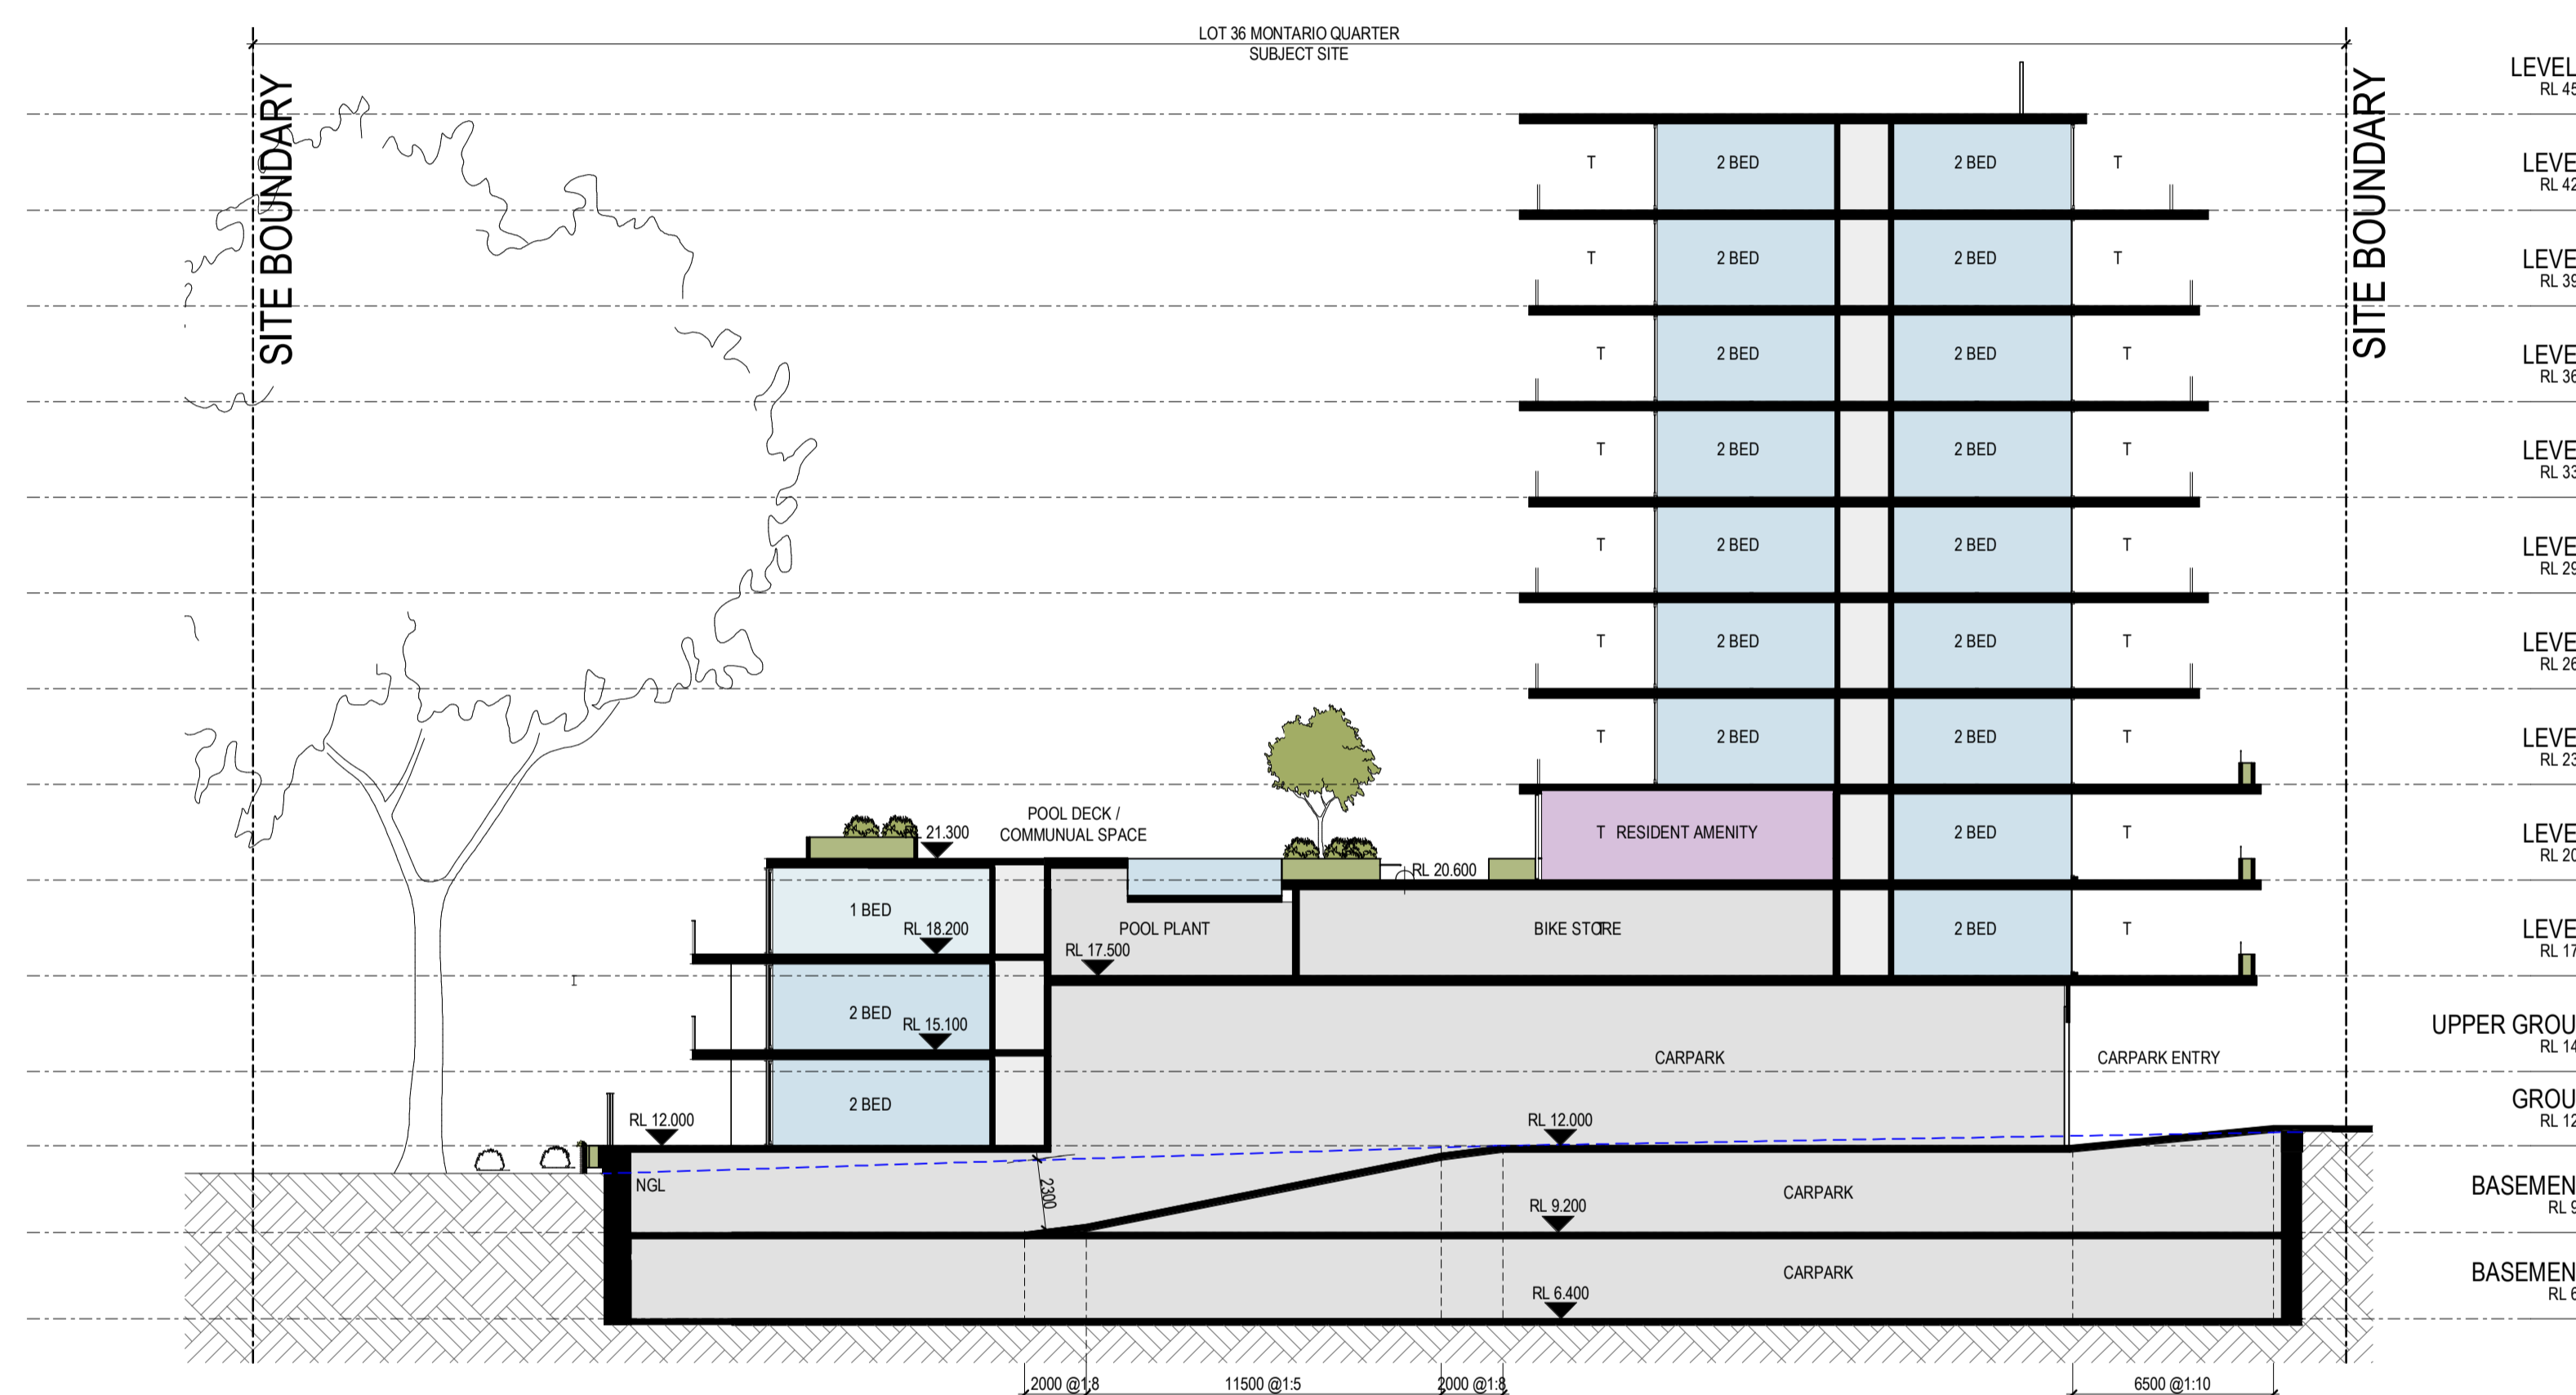 LOT 36 MONTARIO QUARTER
SUBJECT SITE
SITE BOUNDARY
SITE BOUNDARY
LEVEL
RL 45
T 2 BED 2 BED T
LEVE
RL 42
T 2 BED 2 BED T
LEVE
RL 39
T 2 BED 2 BED T
LEVE
RL 36
T 2 BED 2 BED T
LEVE
RL 33
T 2 BED 2 BED T
LEVE
RL 29
T 2 BED 2 BED T
LEVE
RL 26
T 2 BED 2 BED T
LEVE
RL 23
POOL DECK /
COMMUNUAL SPACE
21.300
T RESIDENT AMENITY 2 BED T
LEVE
RL 20
RL 20.600
1 BED
RL 18.200
POOL PLANT
BIKE STORE
T
2 BED T
LEVE
RL 17
RL 17.500
2 BED
RL 15.100
CARPARK
CARPARK ENTRY
UPPER GROU
RL 14
2 BED
RL 12.000
RL 12.000
GROU
RL 12
NGL
2300
CARPARK
RL 9.200
BASEMEN
RL 9
CARPARK
RL 6.400
BASEMEN
RL 6
2000 @1:8 11500 @1:5 2000 @1:8 6500 @1:10